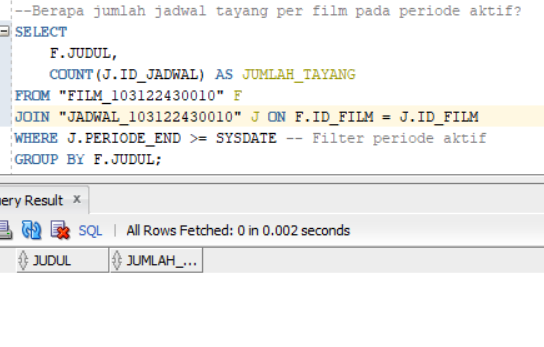 --Berapa jumlah jadwal tayang per film pada periode aktif?
SELECT
F.JUDUL,
COUNT(J.ID_JADWAL) AS JUMLAH_TAYANG
FROM "FILM_103122430010" F
JOIN "JADWAL_103122430010" J ON F.ID_FILM = J.ID_FILM
WHERE J.PERIODE_END >= SYSDATE -- Filter periode aktif
GROUP BY F.JUDUL;
ery Result x
SQL | All Rows Fetched: 0 in 0.002 seconds
JUDUL JUMLAH_...